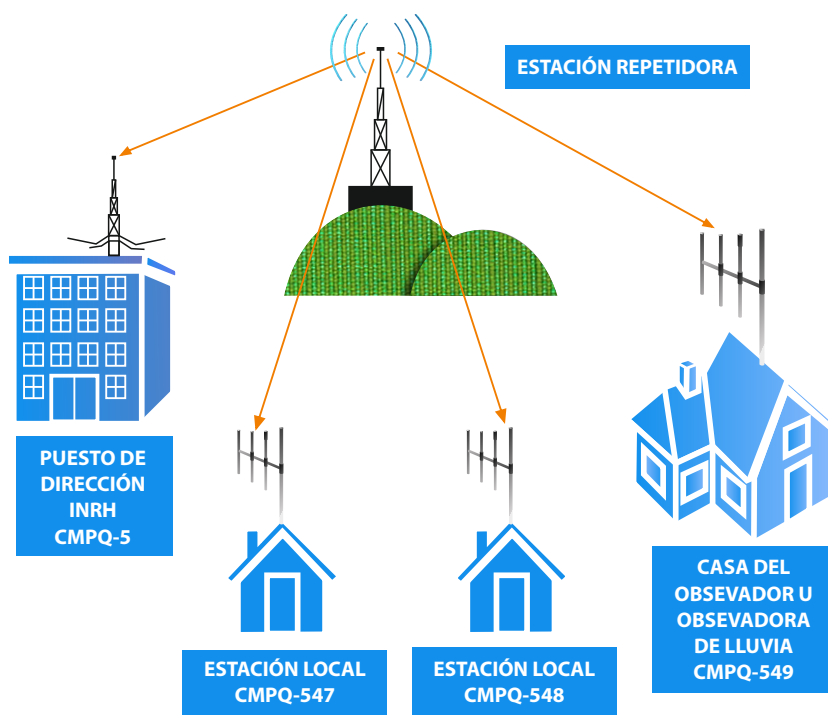 ESTACIÓN REPETIDORA
PUESTO DE
DIRECCIÓN
INRH
CMPQ-5
ESTACIÓN LOCAL
CMPQ-547
ESTACIÓN LOCAL
CMPQ-548
CASA DEL
OBSEVADOR U
OBSEVADORA
DE LLUVIA
CMPQ-549